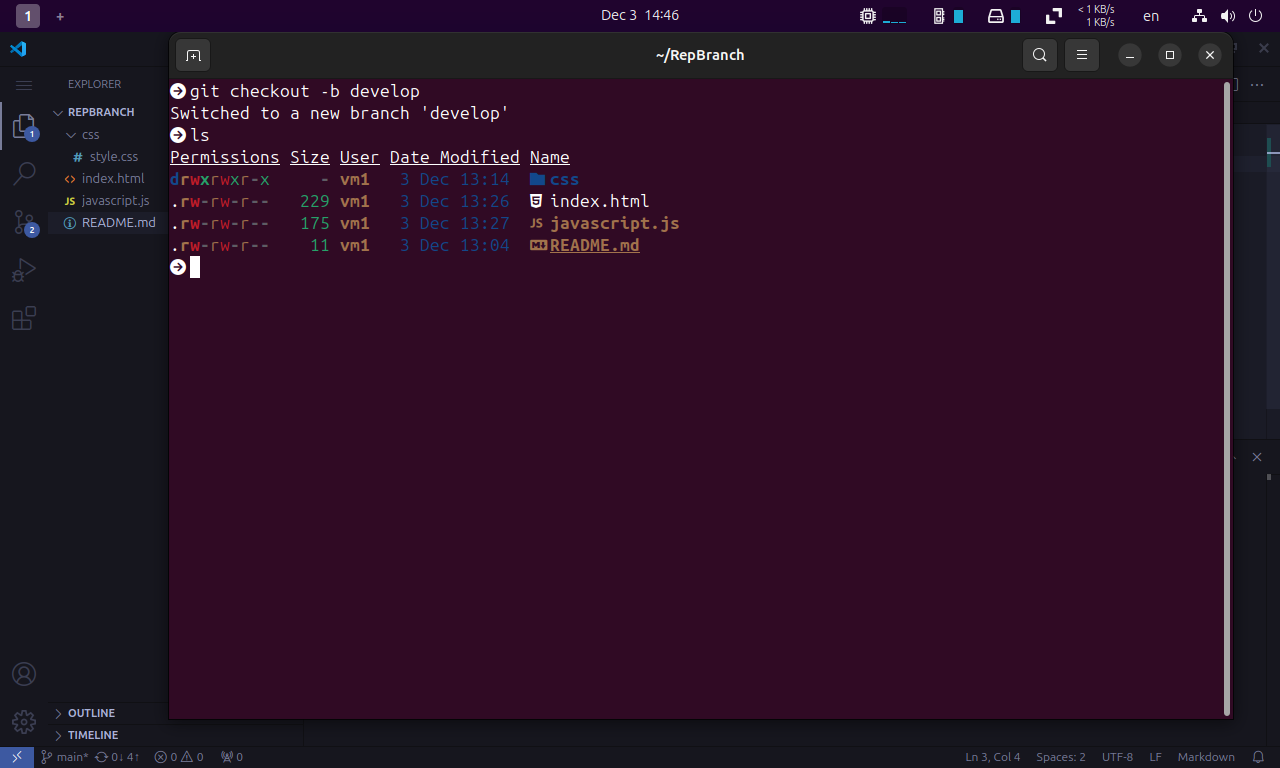 1 + Dec 3 14:46 < 1 KB/s en
1 KB/s
~/RepBranch
EXPLORER
REPBRANCH
css
# style.css
<> index.html
JS javascript.js
README.md
1
2
git checkout -b develop
Switched to a new branch 'develop'
ls
Permissions Size User Date Modified Name
drwxrwxr-x - vm1 3 Dec 13:14 css
.rw-rw-r-- 229 vm1 3 Dec 13:26 index.html
.rw-rw-r-- 175 vm1 3 Dec 13:27 JS javascript.js
.rw-rw-r-- 11 vm1 3 Dec 13:04 README.md
OUTLINE
TIMELINE
main* 0↓ 4↑ 0 0 0 Ln 3, Col 4 Spaces: 2 UTF-8 LF Markdown